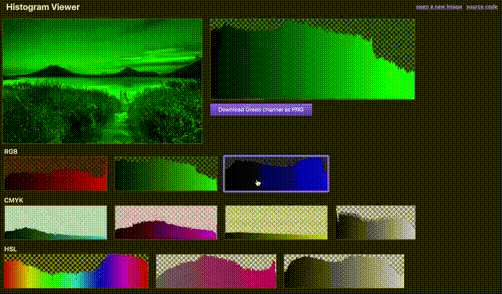 Histogram Viewer
open a new image source code
Download Green channel as PNG
RGB
CMYK
HSL